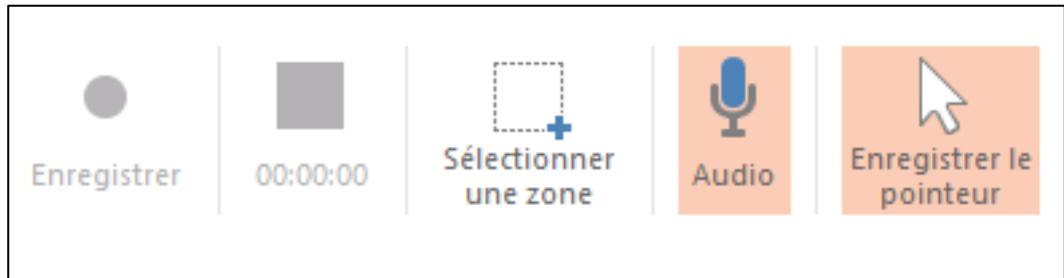 Enregistrer
00:00:00
Sélectionner
une zone
Audio
Enregistrer le
pointeur